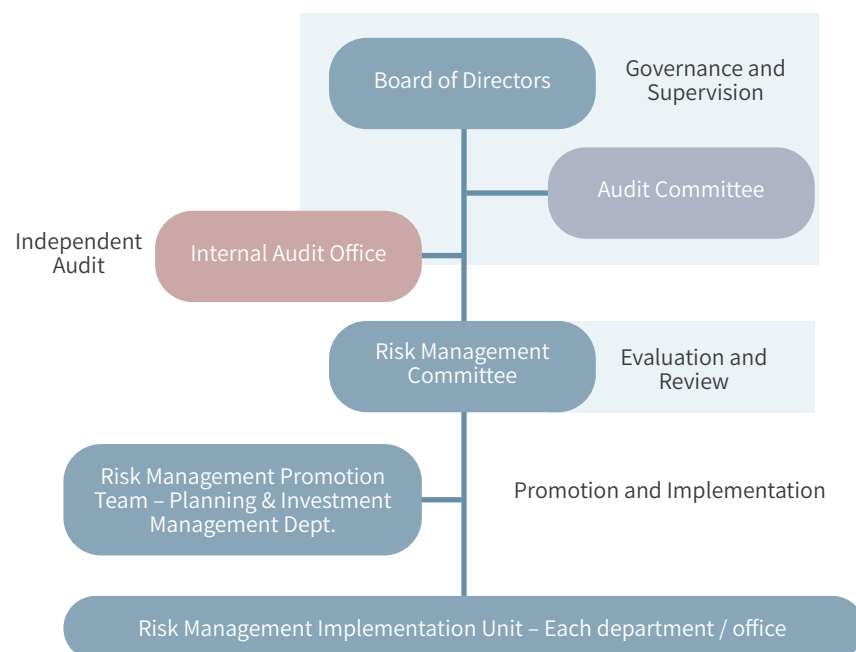 Board of Directors
Governance and
Supervision
Audit Committee
Independent
Audit
Internal Audit Office
Risk Management
Committee
Evaluation and
Review
Risk Management Promotion
Team – Planning & Investment
Management Dept.
Promotion and Implementation
Risk Management Implementation Unit – Each department / office